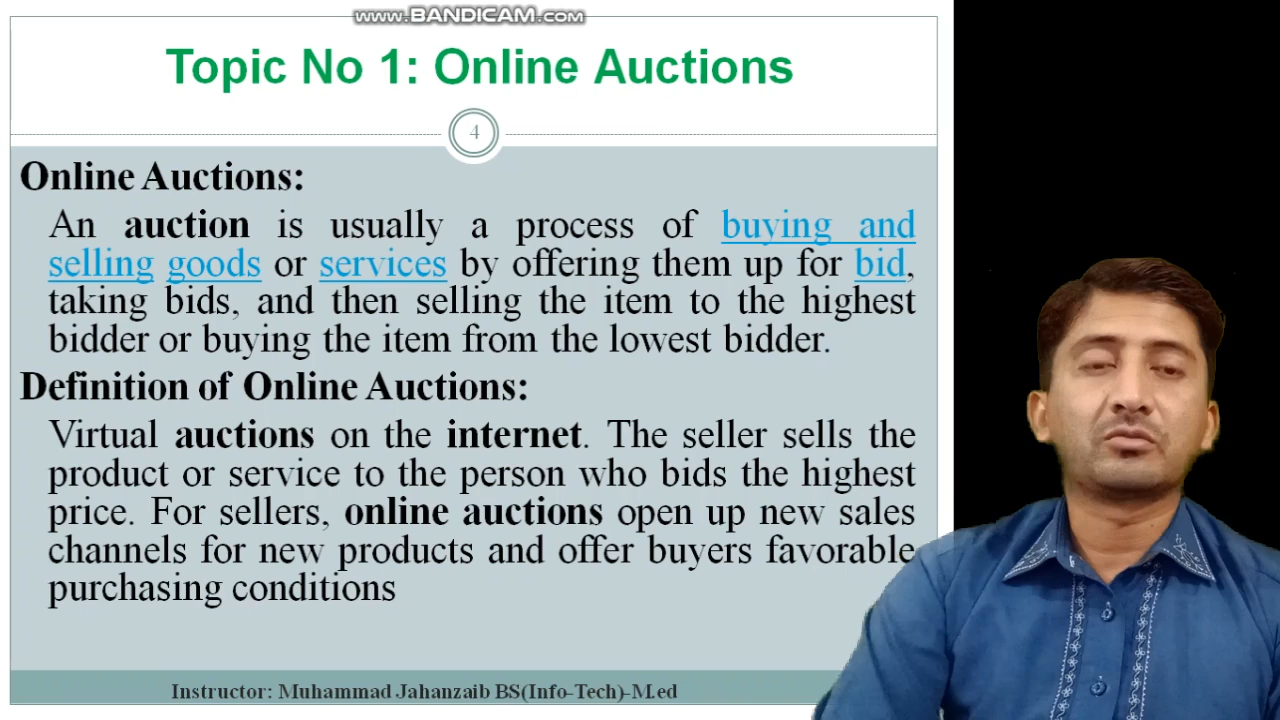 www.BANDICAM.com
Topic No 1: Online Auctions
4
Online Auctions:
An auction is usually a process of buying and
selling goods or services by offering them up for bid,
taking bids, and then selling the item to the highest
bidder or buying the item from the lowest bidder.
Definition of Online Auctions:
Virtual auctions on the internet. The seller sells the
product or service to the person who bids the highest
price. For sellers, online auctions open up new sales
channels for new products and offer buyers favorable
purchasing conditions
Instructor: Muhammad Jahanzaib BS(Info-Tech)-M.ed